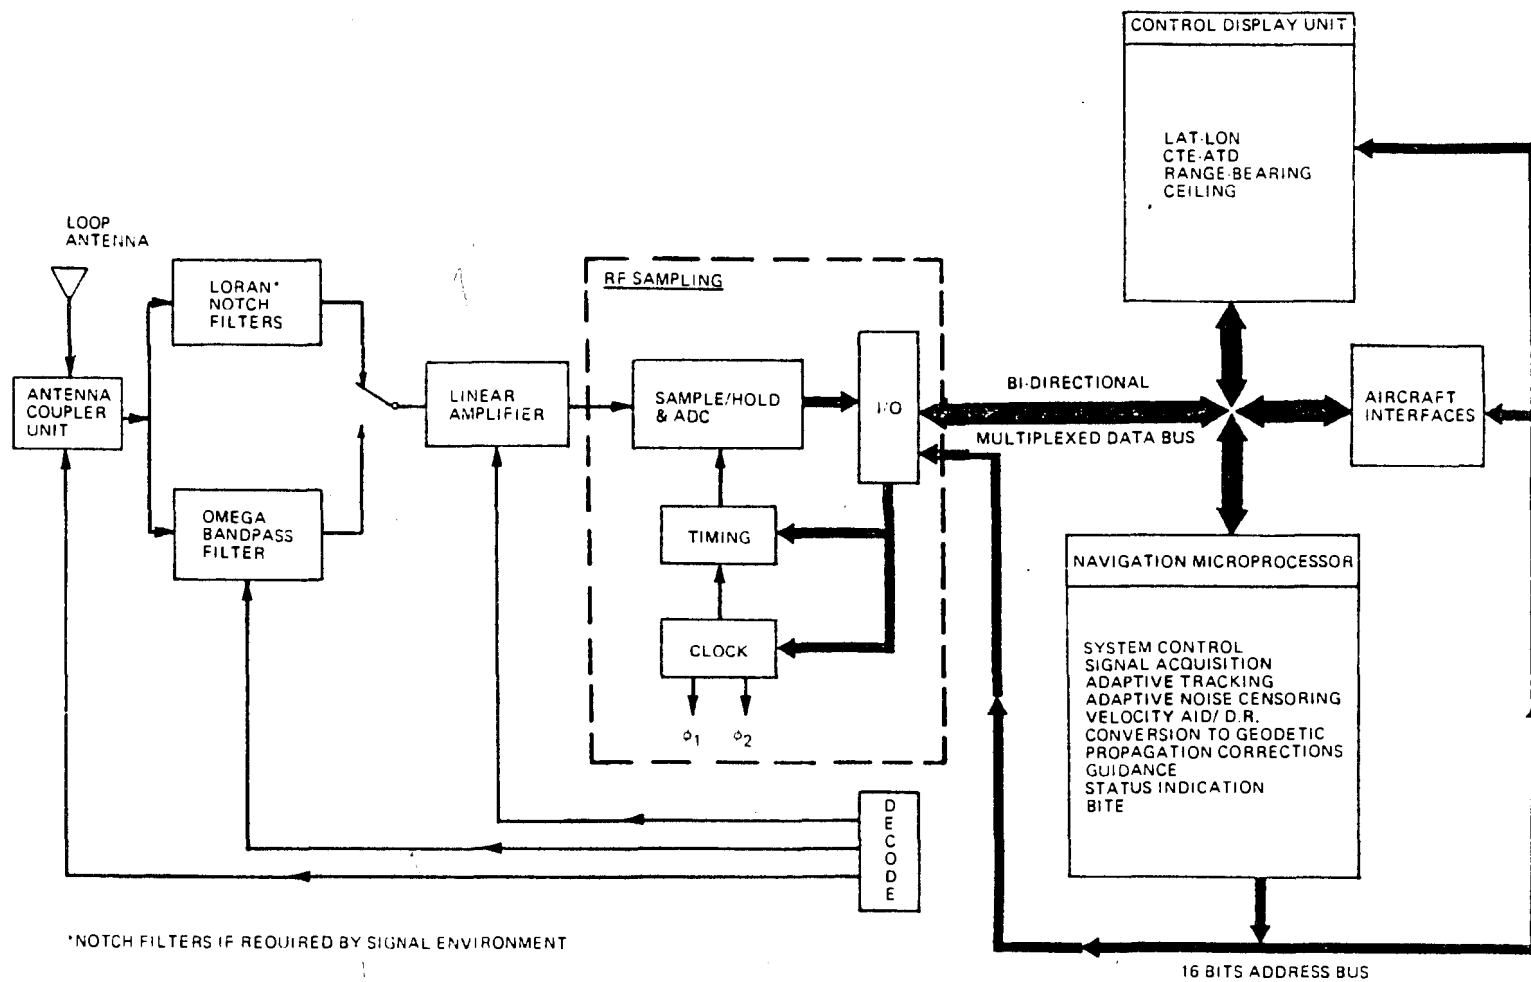 CONTROL DISPLAY UNIT
LAT-LON
CTE-ATD
RANGE-BEARING
CEILING
LOOP
ANTENNA
LORAN*
NOTCH
FILTERS
RF SAMPLING
ANTENNA
COUPLER
UNIT
LINEAR
AMPLIFIER
SAMPLE/HOLD
& ADC
I/O
BI-DIRECTIONAL
MULTIPLEXED DATA BUS
AIRCRAFT
INTERFACES
OMEGA
BANDPASS
FILTER
TIMING
NAVIGATION MICROPROCESSOR
CLOCK
SYSTEM CONTROL
SIGNAL ACQUISITION
ADAPTIVE TRACKING
ADAPTIVE NOISE CENSORING
VELOCITY AID/ D.R.
CONVERSION TO GEODETIC
PROPAGATION CORRECTIONS
GUIDANCE
STATUS INDICATION
BITE
ϕ1 ϕ2
DECODE
*NOTCH FILTERS IF REQUIRED BY SIGNAL ENVIRONMENT
16 BITS ADDRESS BUS